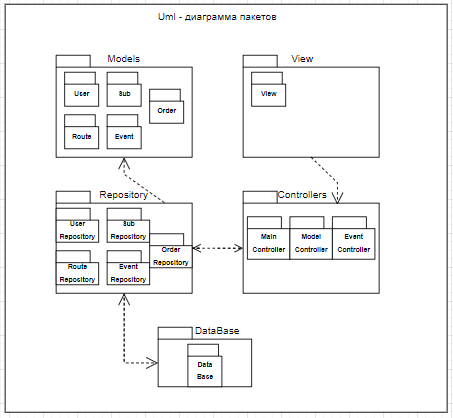 Uml - диаграмма пакетов
Models
View
User
Sub
Order
View
Route
Event
Repository
Controllers
User
Repository
Sub
Repository
Order
Repository
Route
Repository
Event
Repository
Main
Controller
Model
Controller
Event
Controller
DataBase
Data
Base